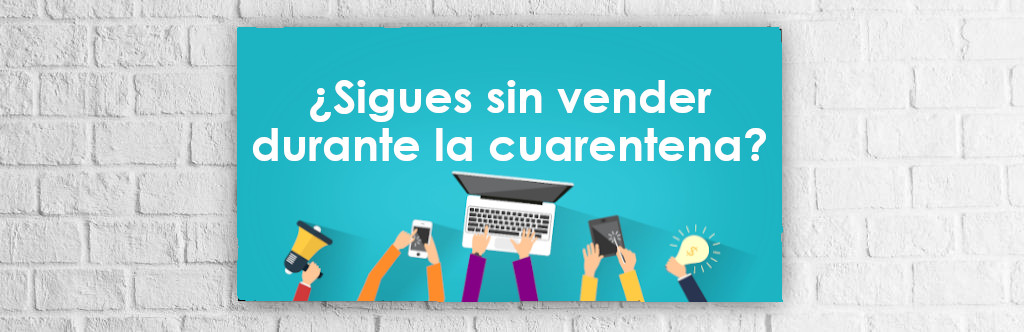 ¿Sigues sin vender
durante la cuarentena?
$